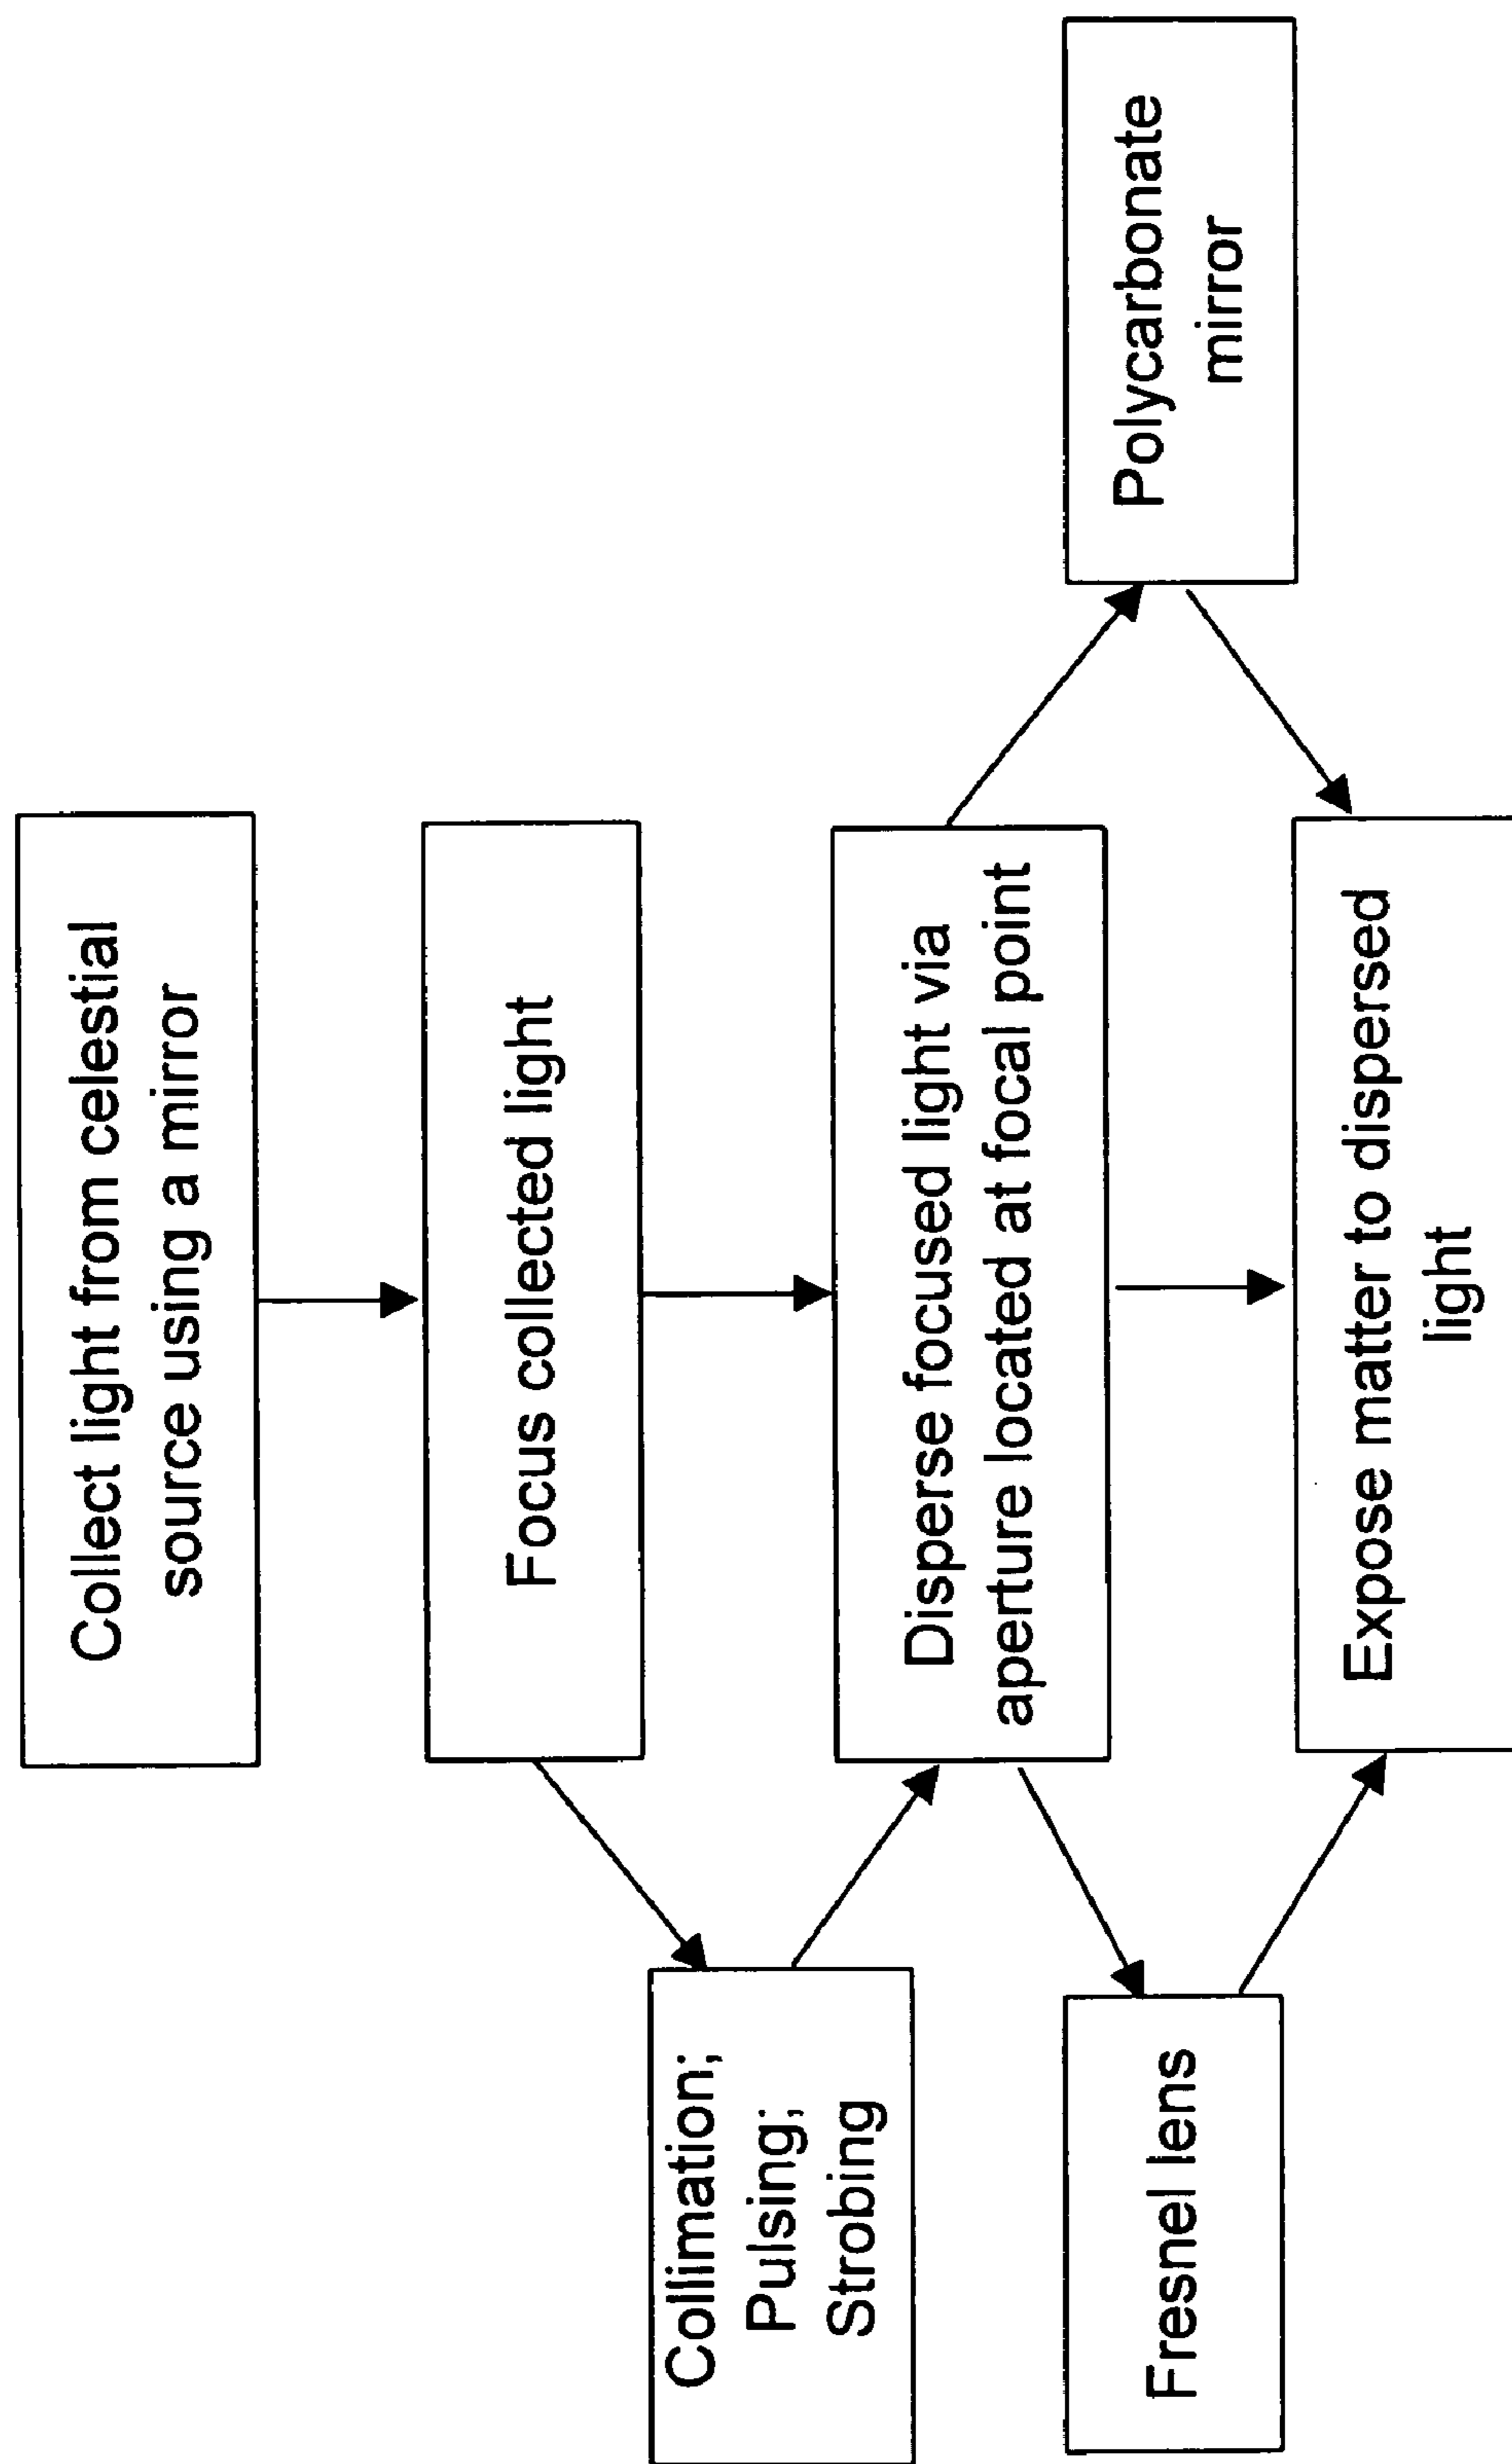 Collect light from celestial
source using a mirror
Focus collected light
Collimation;
Pulsing;
Strobing
Disperse focused light via
aperture located at focal point
Fresnel lens
Polycarbonate
mirror
Expose matter to dispersed
light